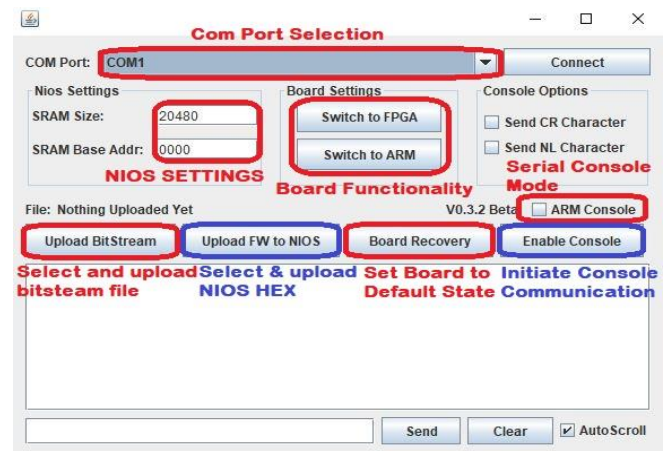 Com Port Selection
COM Port: COM1 Connect
Nios Settings Board Settings Console Options
SRAM Size: 20480 Switch to FPGA Send CR Character
SRAM Base Addr: 0000 Switch to ARM Send NL Character
NIOS SETTINGS Board Functionality Serial Console
Mode
File: Nothing Uploaded Yet V0.3.2 Beta ARM Console
Upload BitStream Upload FW to NIOS Board Recovery Enable Console
Select and upload Select & upload Set Board to Initiate Console
bitsteam file NIOS HEX Default State Communication
Send Clear AutoScroll